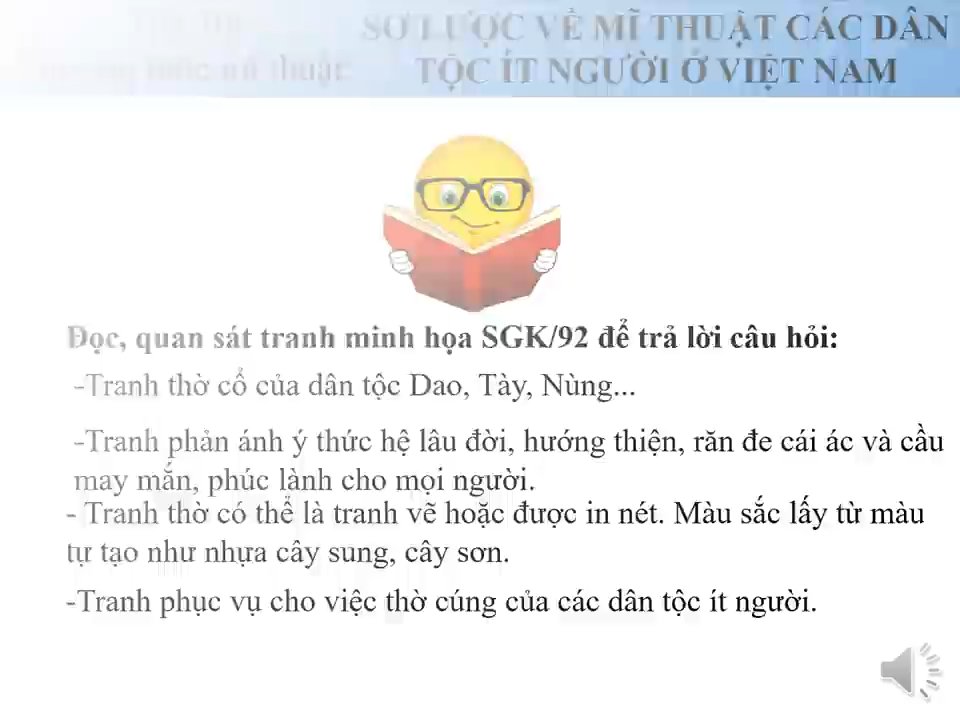 SƠ LƯỢC VỀ MĨ THUẬT CÁC DÂN
TỘC ÍT NGƯỜI Ở VIỆT NAM
thức mĩ thuật
Đọc, quan sát tranh minh họa SGK/92 để trả lời câu hỏi:
-Tranh thờ cổ của dân tộc Dao, Tày, Nùng...
-Tranh phản ánh ý thức hệ lâu đời, hướng thiện, răn đe cái ác và cầu
may mắn, phúc lành cho mọi người.
- Tranh thờ có thể là tranh vẽ hoặc được in nét. Màu sắc lấy từ màu
tự tạo như nhựa cây sung, cây sơn.
-Tranh phục vụ cho việc thờ cúng của các dân tộc ít người.